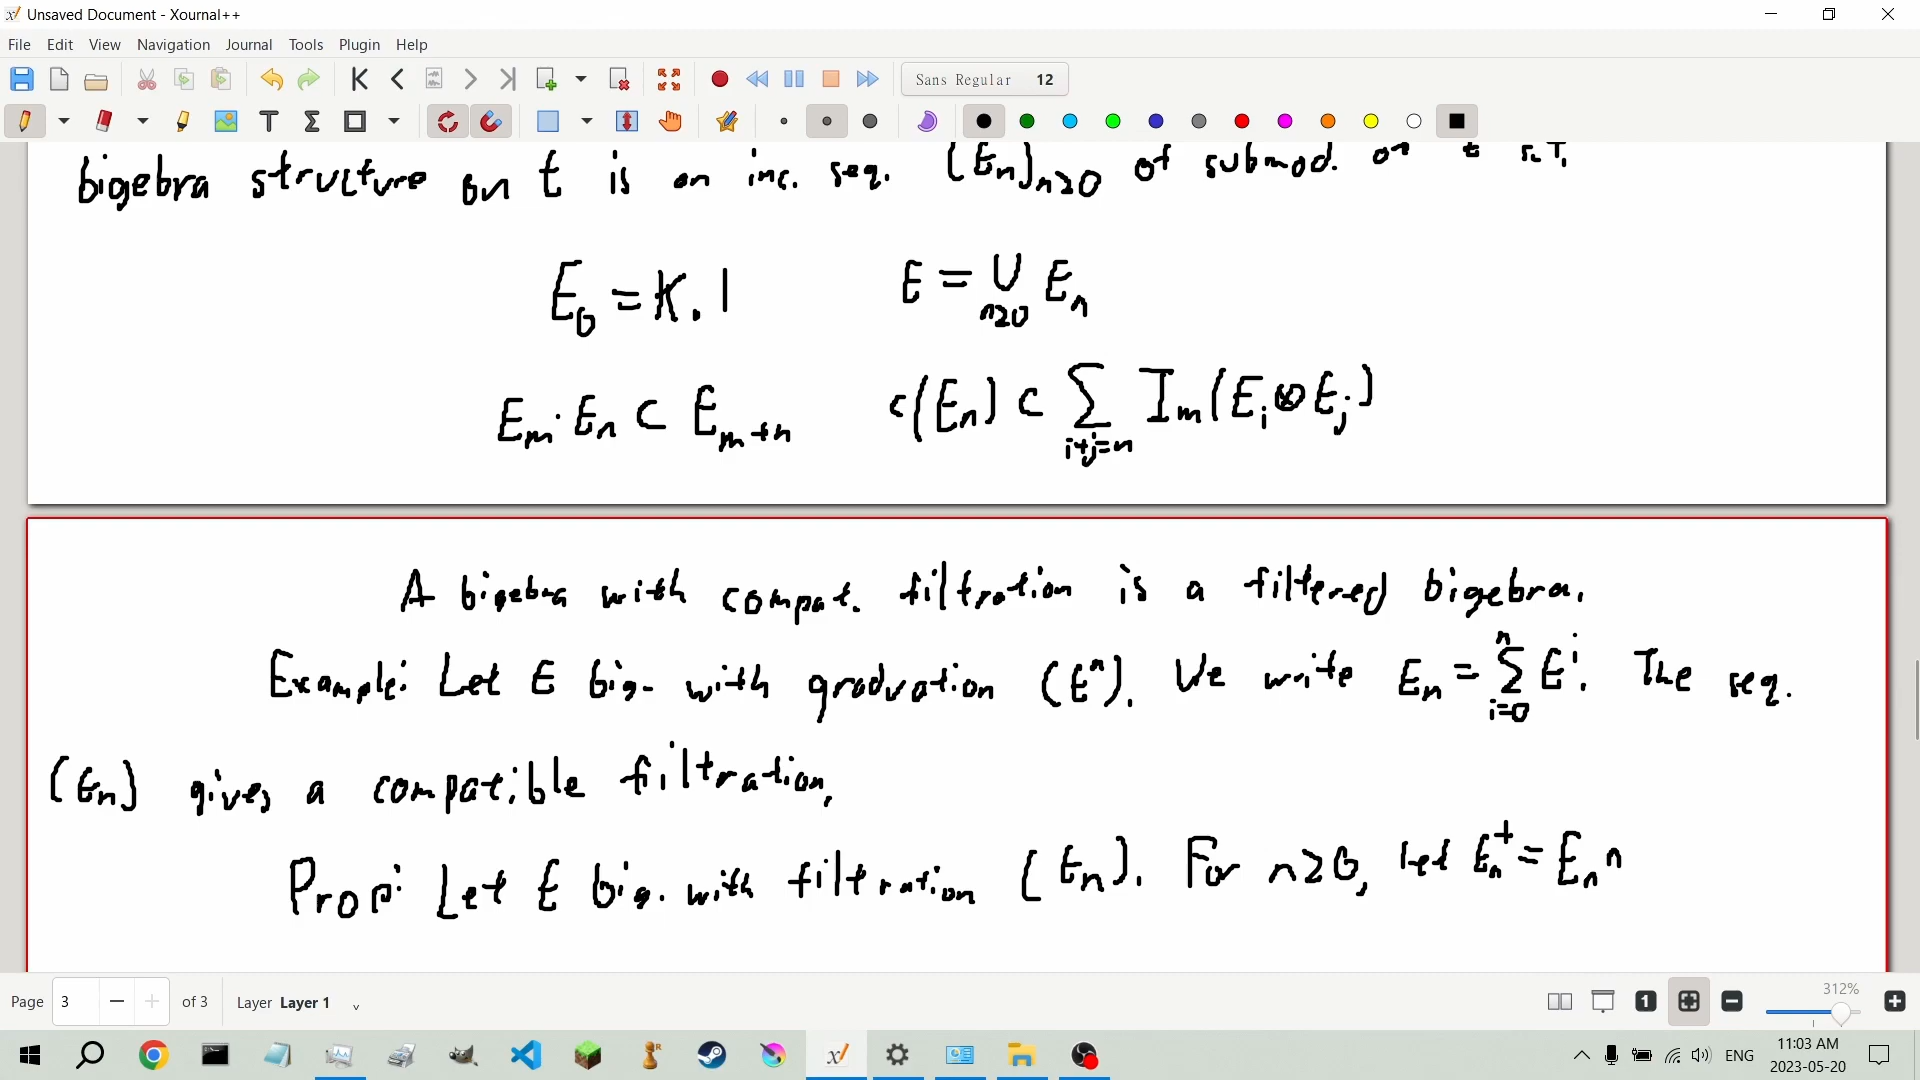 Unsaved Document - Xournal++
File Edit View Navigation Journal Tools Plugin Help
Sans Regular 12
bigebra structure on E is an inc. seq. (En)n≥0 of submod. of E s.t.
E0 = K.1 E = ∪n≥0 En
Em · En ⊂ Em+n c(En) ⊂ ∑i+j=n Im(Ei⊗Ej)
A bigebra with compat. filtration is a filtered bigebra.
Example: Let E big. with graduation (E^n). We write En = ∑_{i=0}^{n} E^i. The seq.
(En) gives a compatible filtration.
Prop: Let E big. with filtration (En). For n≥0, let En^+ = En ∩
Page 3 of 3 Layer Layer 1 1 312%
ENG 11:03 AM
2023-05-20